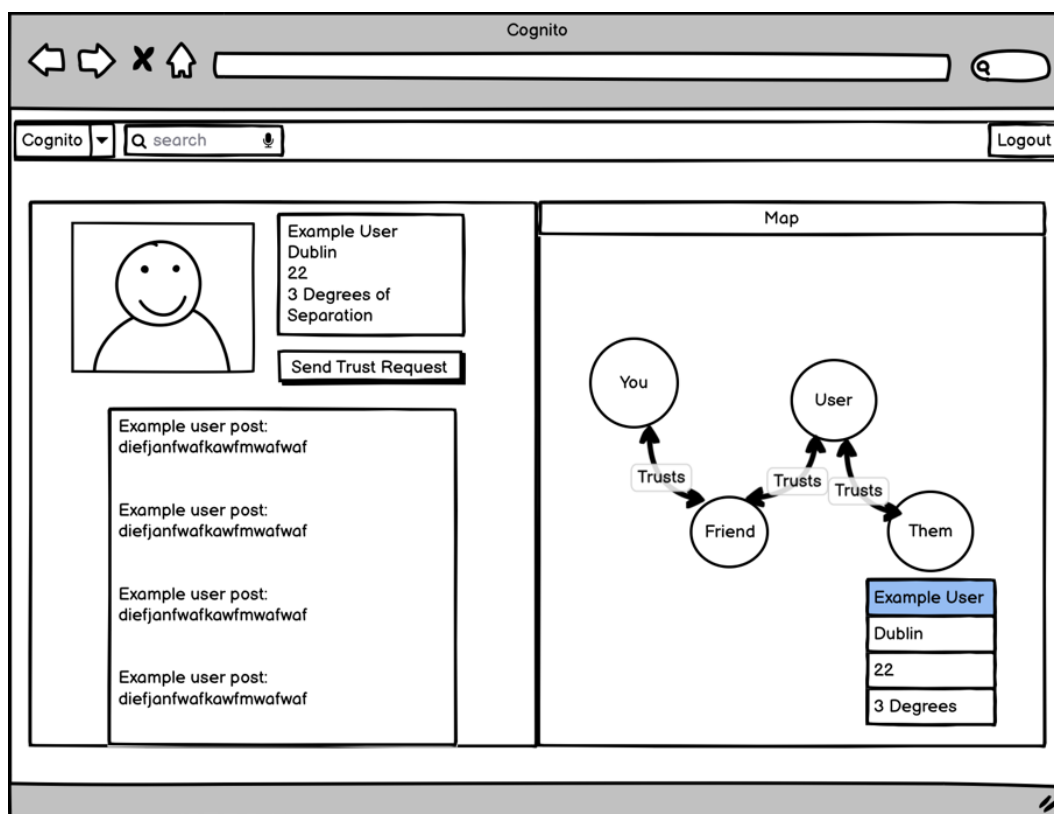 Cognito
Cognito
search
Logout
Example User
Dublin
22
3 Degrees of
Separation
Send Trust Request
Example user post:
diefjanfwafkawfmwafwaf
Example user post:
diefjanfwafkawfmwafwaf
Example user post:
diefjanfwafkawfmwafwaf
Example user post:
diefjanfwafkawfmwafwaf
Map
You
User
Trusts
Trusts
Trusts
Friend
Them
Example User
Dublin
22
3 Degrees